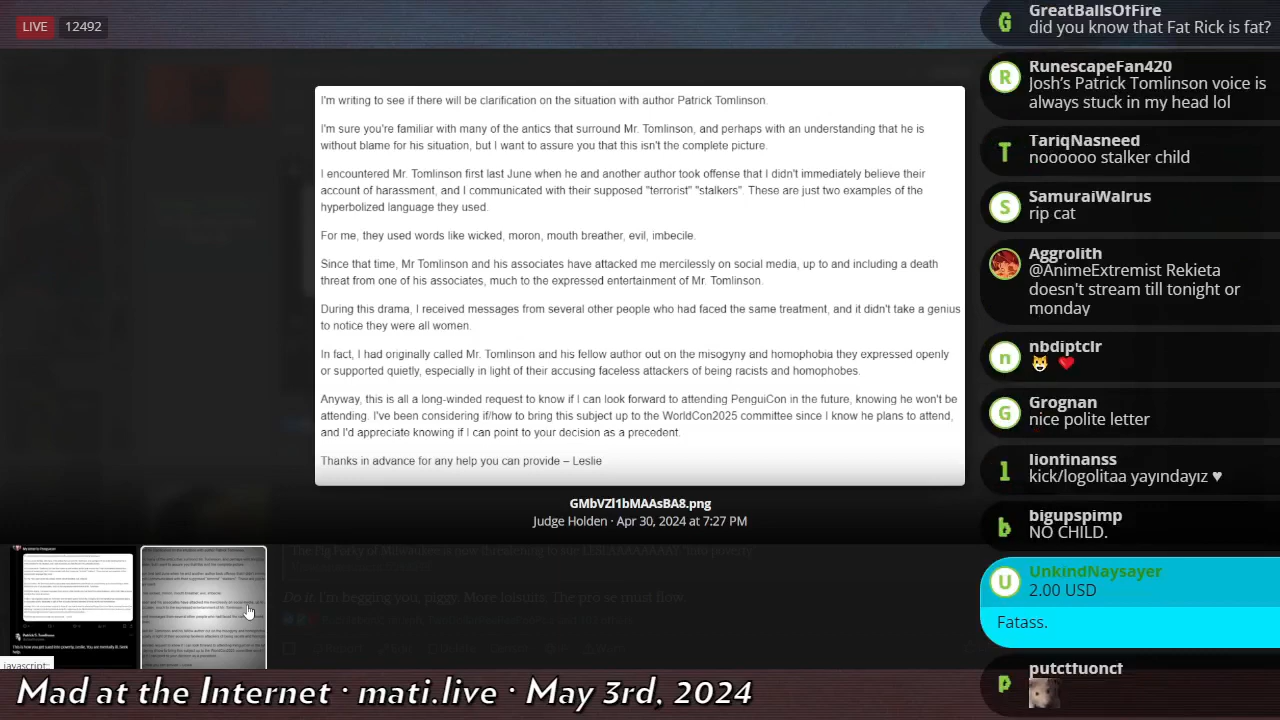 LIVE 12492
I'm writing to see if there will be clarification on the situation with author Patrick Tomlinson.
I'm sure you're familiar with many of the antics that surround Mr. Tomlinson, and perhaps with an understanding that he is
without blame for his situation, but I want to assure you that this isn't the complete picture.
I encountered Mr. Tomlinson first last June when he and another author took offense that I didn't immediately believe their
account of harassment, and I communicated with their supposed "terrorist" "stalkers". These are just two examples of the
hyperbolized language they used.
For me, they used words like wicked, moron, mouth breather, evil, imbecile.
Since that time, Mr Tomlinson and his associates have attacked me mercilessly on social media, up to and including a death
threat from one of his associates, much to the expressed entertainment of Mr. Tomlinson.
During this drama, I received messages from several other people who had faced the same treatment, and it didn't take a genius
to notice they were all women.
In fact, I had originally called Mr. Tomlinson and his fellow author out on the misogyny and homophobia they expressed openly
or supported quietly, especially in light of their accusing faceless attackers of being racists and homophobes.
Anyway, this is all a long-winded request to know if I can look forward to attending PenguiCon in the future, knowing he won't be
attending. I've been considering if/how to bring this subject up to the WorldCon2025 committee since I know he plans to attend,
and I'd appreciate knowing if I can point to your decision as a precedent.
Thanks in advance for any help you can provide – Leslie
GMbVZl1bMAAsBA8.png
Judge Holden · Apr 30, 2024 at 7:27 PM
javascript:
G
GreatBallsOfFire
did you know that Fat Rick is fat?
R
RunescapeFan420
Josh's Patrick Tomlinson voice is
always stuck in my head lol
T
TariqNasneed
noooooo stalker child
S
SamuraiWalrus
rip cat
Aggrolith
@AnimeExtremist Rekieta
doesn't stream till tonight or
monday
n
nbdiptclr
G
Grognan
nice polite letter
l
lionfinanss
kick/logolitaa yayındayız ♥
b
bigupspimp
NO CHILD.
U
UnkindNaysayer
2.00 USD
Fatass.
p
putctfuonct
Mad at the Internet · mati.live · May 3rd, 2024